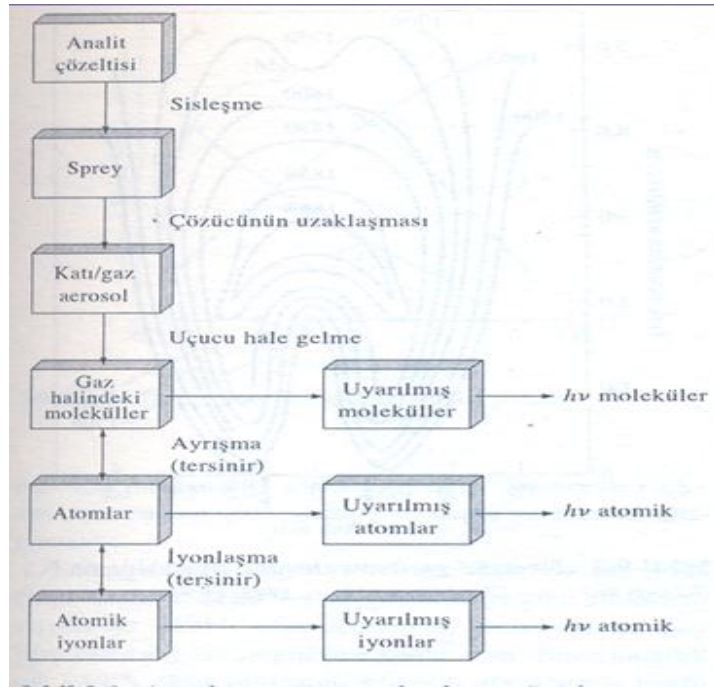 Analit
çözeltisi
Sisleşme
Sprey
Çözücünün uzaklaşması
Katı/gaz
aerosol
Uçucu hale gelme
Gaz
halindeki
moleküller
Uyarılmış
moleküller
hν moleküler
Ayrışma
(tersinir)
Atomlar
Uyarılmış
atomlar
hν atomik
İyonlaşma
(tersinir)
Atomik
iyonlar
Uyarılmış
iyonlar
hν atomik